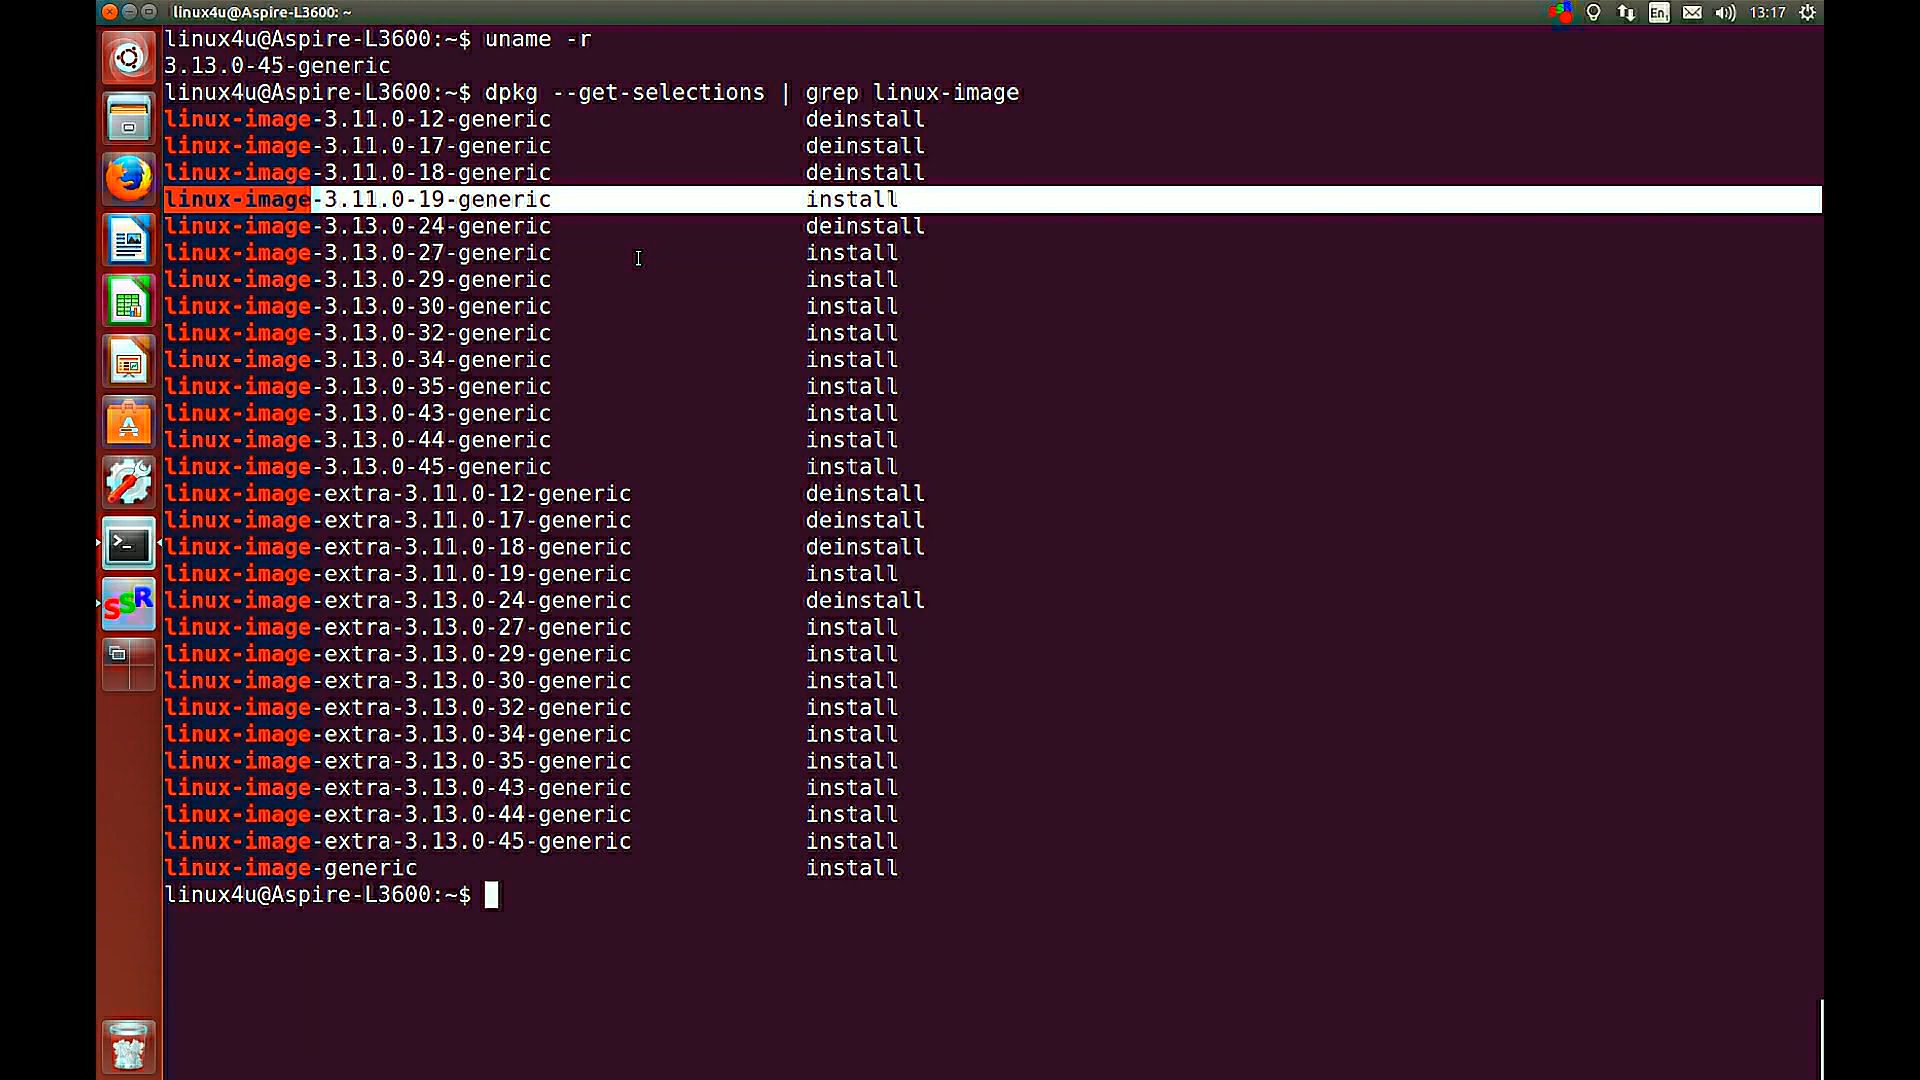 linux4u@Aspire-L3600: ~
En
13:17
linux4u@Aspire-L3600:~$ uname -r
3.13.0-45-generic
linux4u@Aspire-L3600:~$ dpkg --get-selections | grep linux-image
linux-image-3.11.0-12-generic deinstall
linux-image-3.11.0-17-generic deinstall
linux-image-3.11.0-18-generic deinstall
linux-image-3.11.0-19-generic install
linux-image-3.13.0-24-generic deinstall
linux-image-3.13.0-27-generic install
linux-image-3.13.0-29-generic install
linux-image-3.13.0-30-generic install
linux-image-3.13.0-32-generic install
linux-image-3.13.0-34-generic install
linux-image-3.13.0-35-generic install
linux-image-3.13.0-43-generic install
linux-image-3.13.0-44-generic install
linux-image-3.13.0-45-generic install
linux-image-extra-3.11.0-12-generic deinstall
linux-image-extra-3.11.0-17-generic deinstall
linux-image-extra-3.11.0-18-generic deinstall
linux-image-extra-3.11.0-19-generic install
linux-image-extra-3.13.0-24-generic deinstall
linux-image-extra-3.13.0-27-generic install
linux-image-extra-3.13.0-29-generic install
linux-image-extra-3.13.0-30-generic install
linux-image-extra-3.13.0-32-generic install
linux-image-extra-3.13.0-34-generic install
linux-image-extra-3.13.0-35-generic install
linux-image-extra-3.13.0-43-generic install
linux-image-extra-3.13.0-44-generic install
linux-image-extra-3.13.0-45-generic install
linux-image-generic install
linux4u@Aspire-L3600:~$
SSR